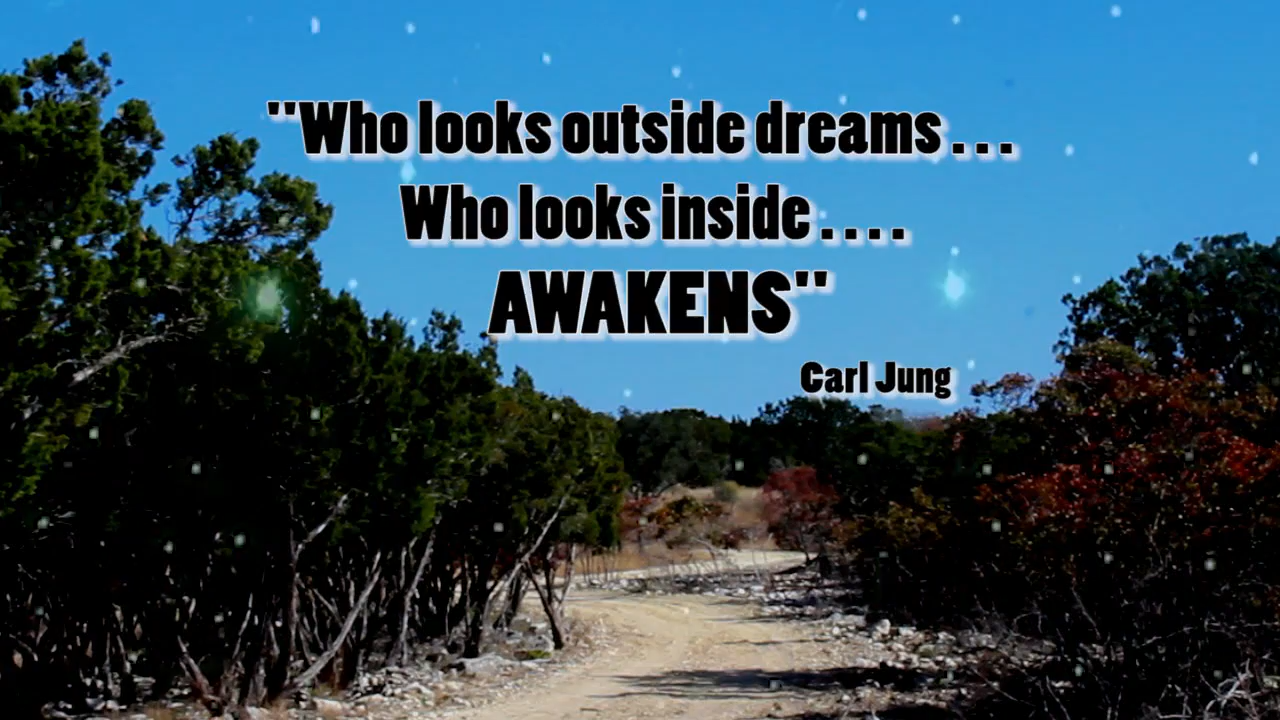 "Who looks outside dreams . . .
Who looks inside . . . .
AWAKENS"
Carl Jung